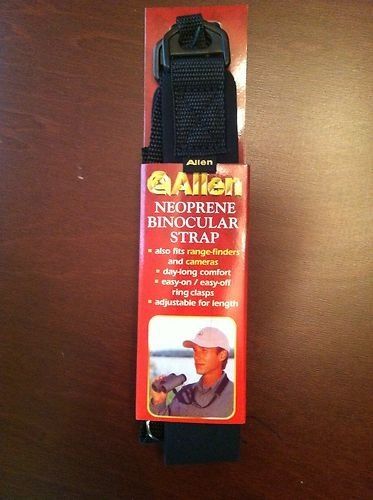 Allen
Allen
NEOPRENE
BINOCULAR
STRAP
▪ also fits range-finders
and cameras
▪ day-long comfort
▪ easy-on / easy-off
ring clasps
▪ adjustable for length